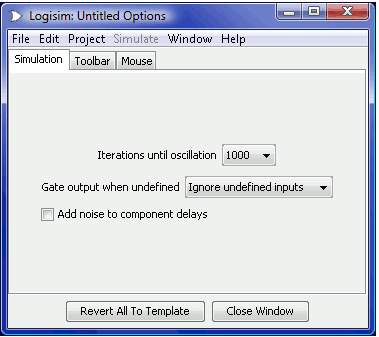 Logisim: Untitled Options
File Edit Project Simulate Window Help
Simulation Toolbar Mouse
Iterations until oscillation 1000
Gate output when undefined Ignore undefined inputs
Add noise to component delays
Revert All To Template Close Window